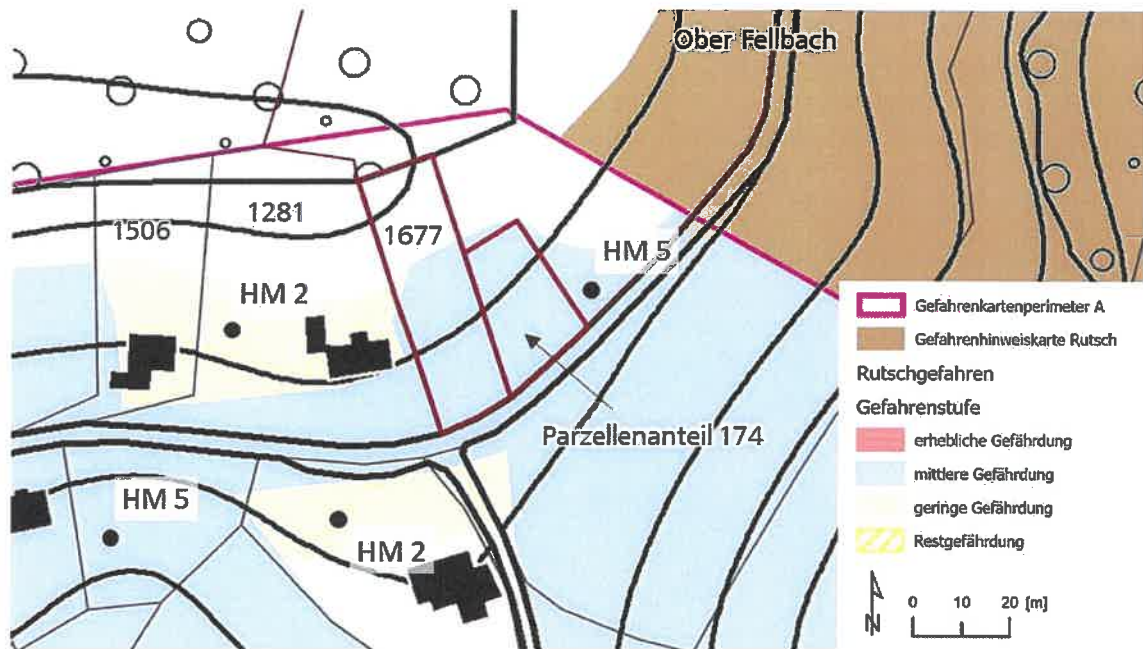 Ober Fellbach
1281
1506
1677
HM 5
HM 2
Parzellenanteil 174
HM 5
HM 2
Gefahrenkartenperimeter A
Gefahrenhinweiskarte Rutsch
Rutschgefahren
Gefahrenstufe
erhebliche Gefährdung
mittlere Gefährdung
geringe Gefährdung
Restgefährdung
N
0 10 20 [m]